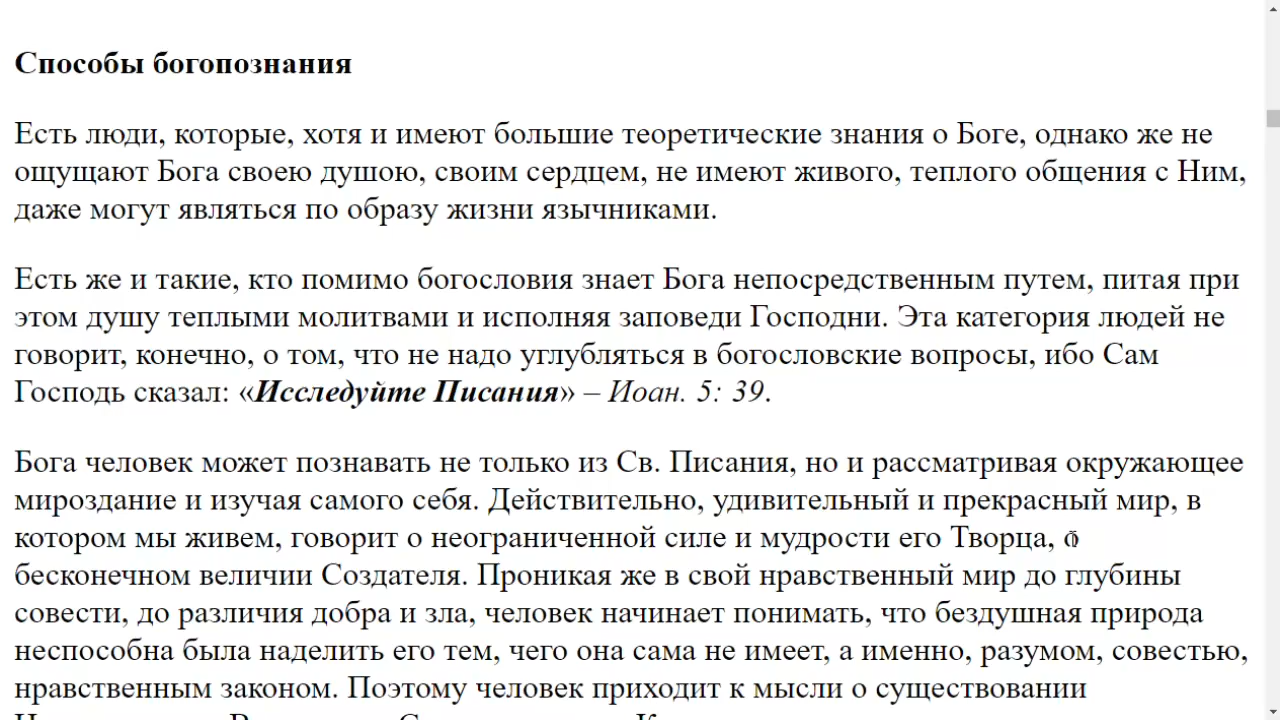 Способы богопознания
Есть люди, которые, хотя и имеют большие теоретические знания о Боге, однако же не
ощущают Бога своею душою, своим сердцем, не имеют живого, теплого общения с Ним,
даже могут являться по образу жизни язычниками.
Есть же и такие, кто помимо богословия знает Бога непосредственным путем, питая при
этом душу теплыми молитвами и исполняя заповеди Господни. Эта категория людей не
говорит, конечно, о том, что не надо углубляться в богословские вопросы, ибо Сам
Господь сказал: «Исследуйте Писания» – Иоан. 5: 39.
Бога человек может познавать не только из Св. Писания, но и рассматривая окружающее
мироздание и изучая самого себя. Действительно, удивительный и прекрасный мир, в
котором мы живем, говорит о неограниченной силе и мудрости его Творца, о
бесконечном величии Создателя. Проникая же в свой нравственный мир до глубины
совести, до различия добра и зла, человек начинает понимать, что бездушная природа
неспособна была наделить его тем, чего она сама не имеет, а именно, разумом, совестью,
нравственным законом. Поэтому человек приходит к мысли о существовании